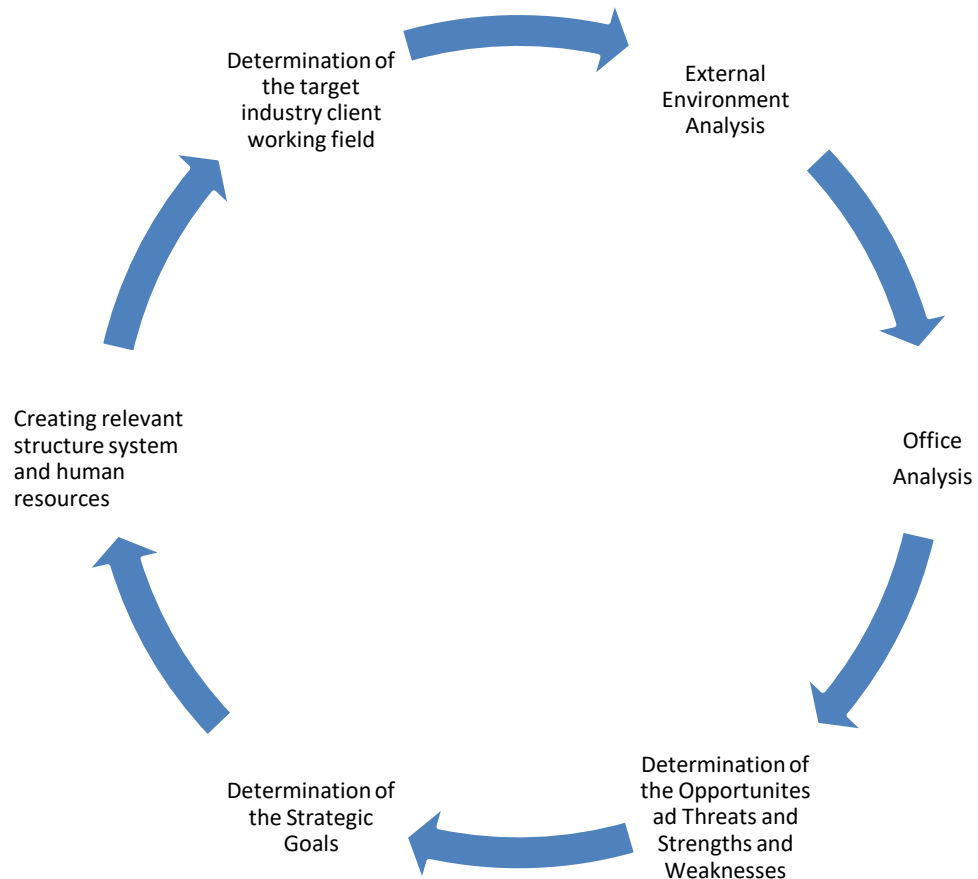 Determination of
the target
industry client
working field
External
Environment
Analysis
Office
Analysis
Determination of
the Opportunites
ad Threats and
Strengths and
Weaknesses
Determination of
the Strategic
Goals
Creating relevant
structure system
and human
resources